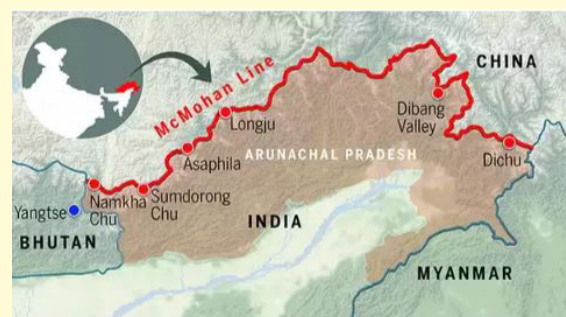 McMohan Line
CHINA
Longju
Dibang
Valley
Asaphila
ARUNACHAL PRADESH
Dichu
Namkha
Chu
Sumdorong
Chu
Yangtse
INDIA
BHUTAN
MYANMAR